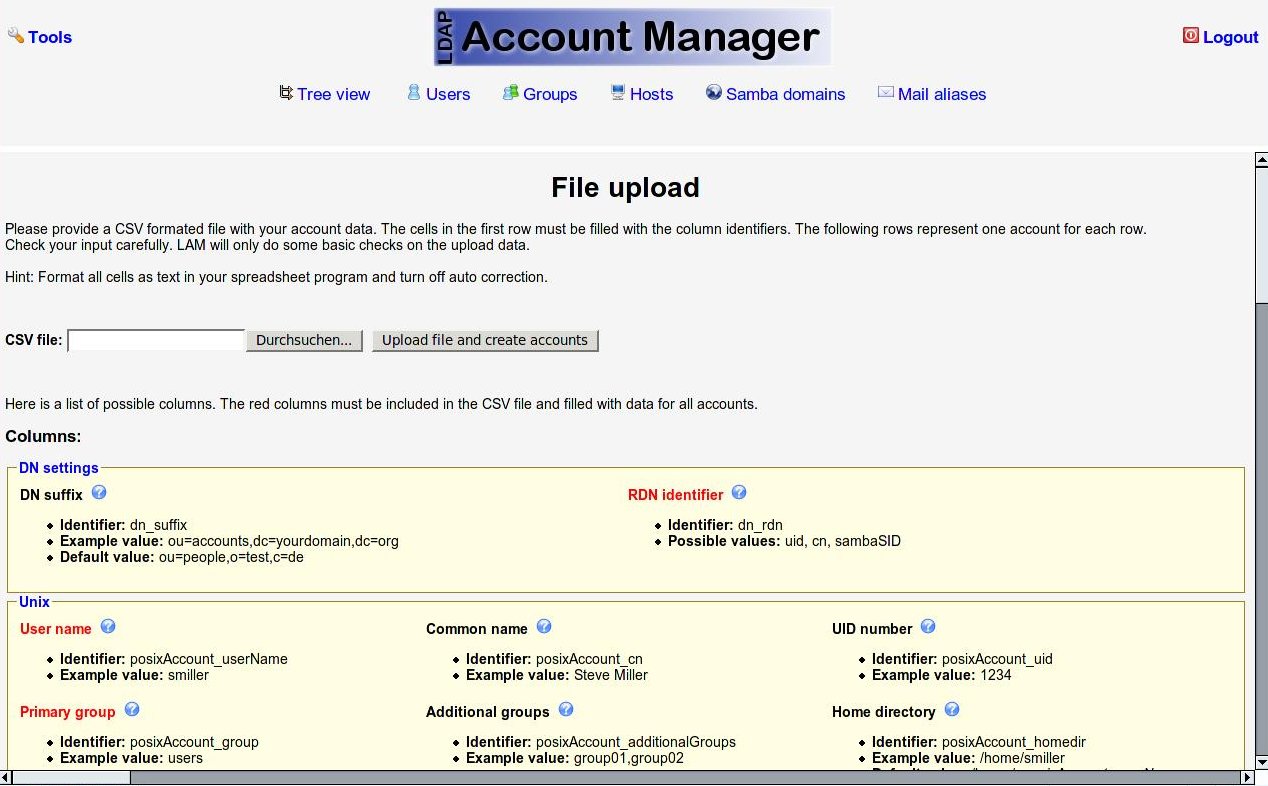 Tools
LDAP Account Manager
Logout
Tree view Users Groups Hosts Samba domains Mail aliases
File upload
Please provide a CSV formated file with your account data. The cells in the first row must be filled with the column identifiers. The following rows represent one account for each row.
Check your input carefully. LAM will only do some basic checks on the upload data.
Hint: Format all cells as text in your spreadsheet program and turn off auto correction.
CSV file: Durchsuchen... Upload file and create accounts
Here is a list of possible columns. The red columns must be included in the CSV file and filled with data for all accounts.
Columns:
DN settings
DN suffix RDN identifier
Identifier: dn_suffix Identifier: dn_rdn
Example value: ou=accounts,dc=yourdomain,dc=org Possible values: uid, cn, sambaSID
Default value: ou=people,o=test,c=de
Unix
User name Common name UID number
Identifier: posixAccount_userName Identifier: posixAccount_cn Identifier: posixAccount_uid
Example value: smiller Example value: Steve Miller Example value: 1234
Primary group Additional groups Home directory
Identifier: posixAccount_group Identifier: posixAccount_additionalGroups Identifier: posixAccount_homedir
Example value: users Example value: group01,group02 Example value: /home/smiller